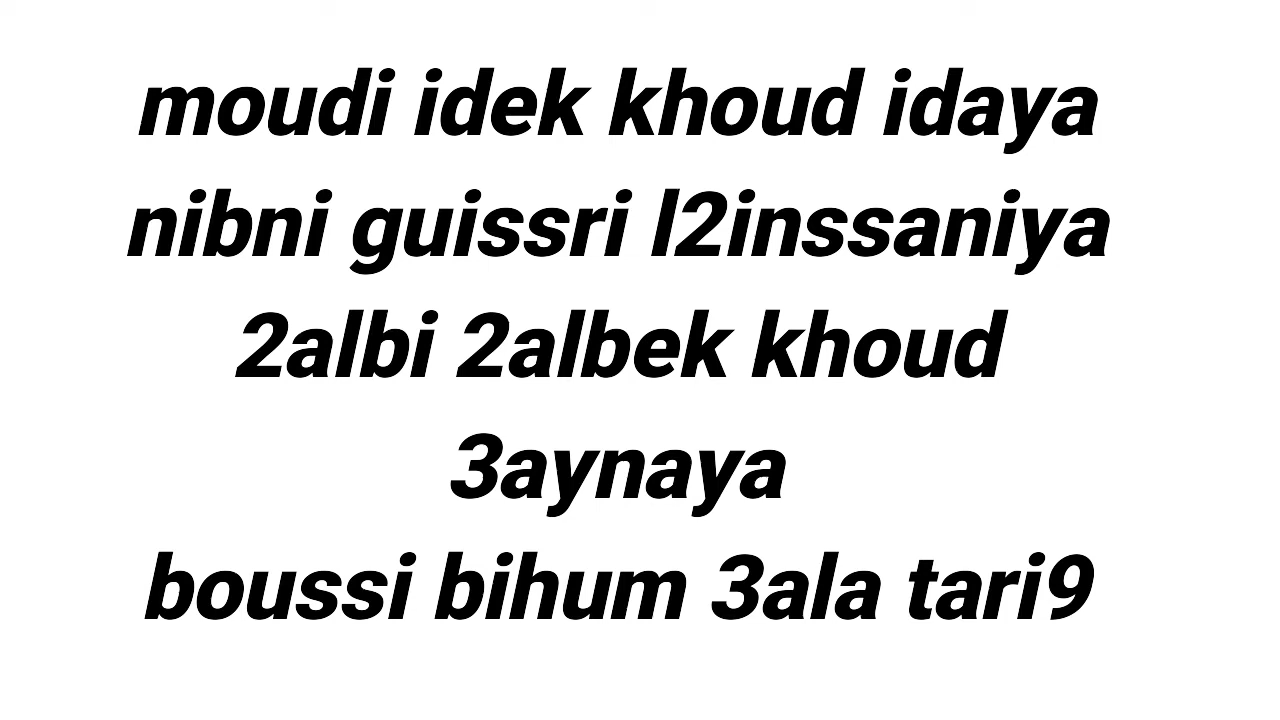 moudi idek khoud idaya
nibni guissri l2inssaniya
2albi 2albek khoud
3aynaya
boussi bihum 3ala tari9